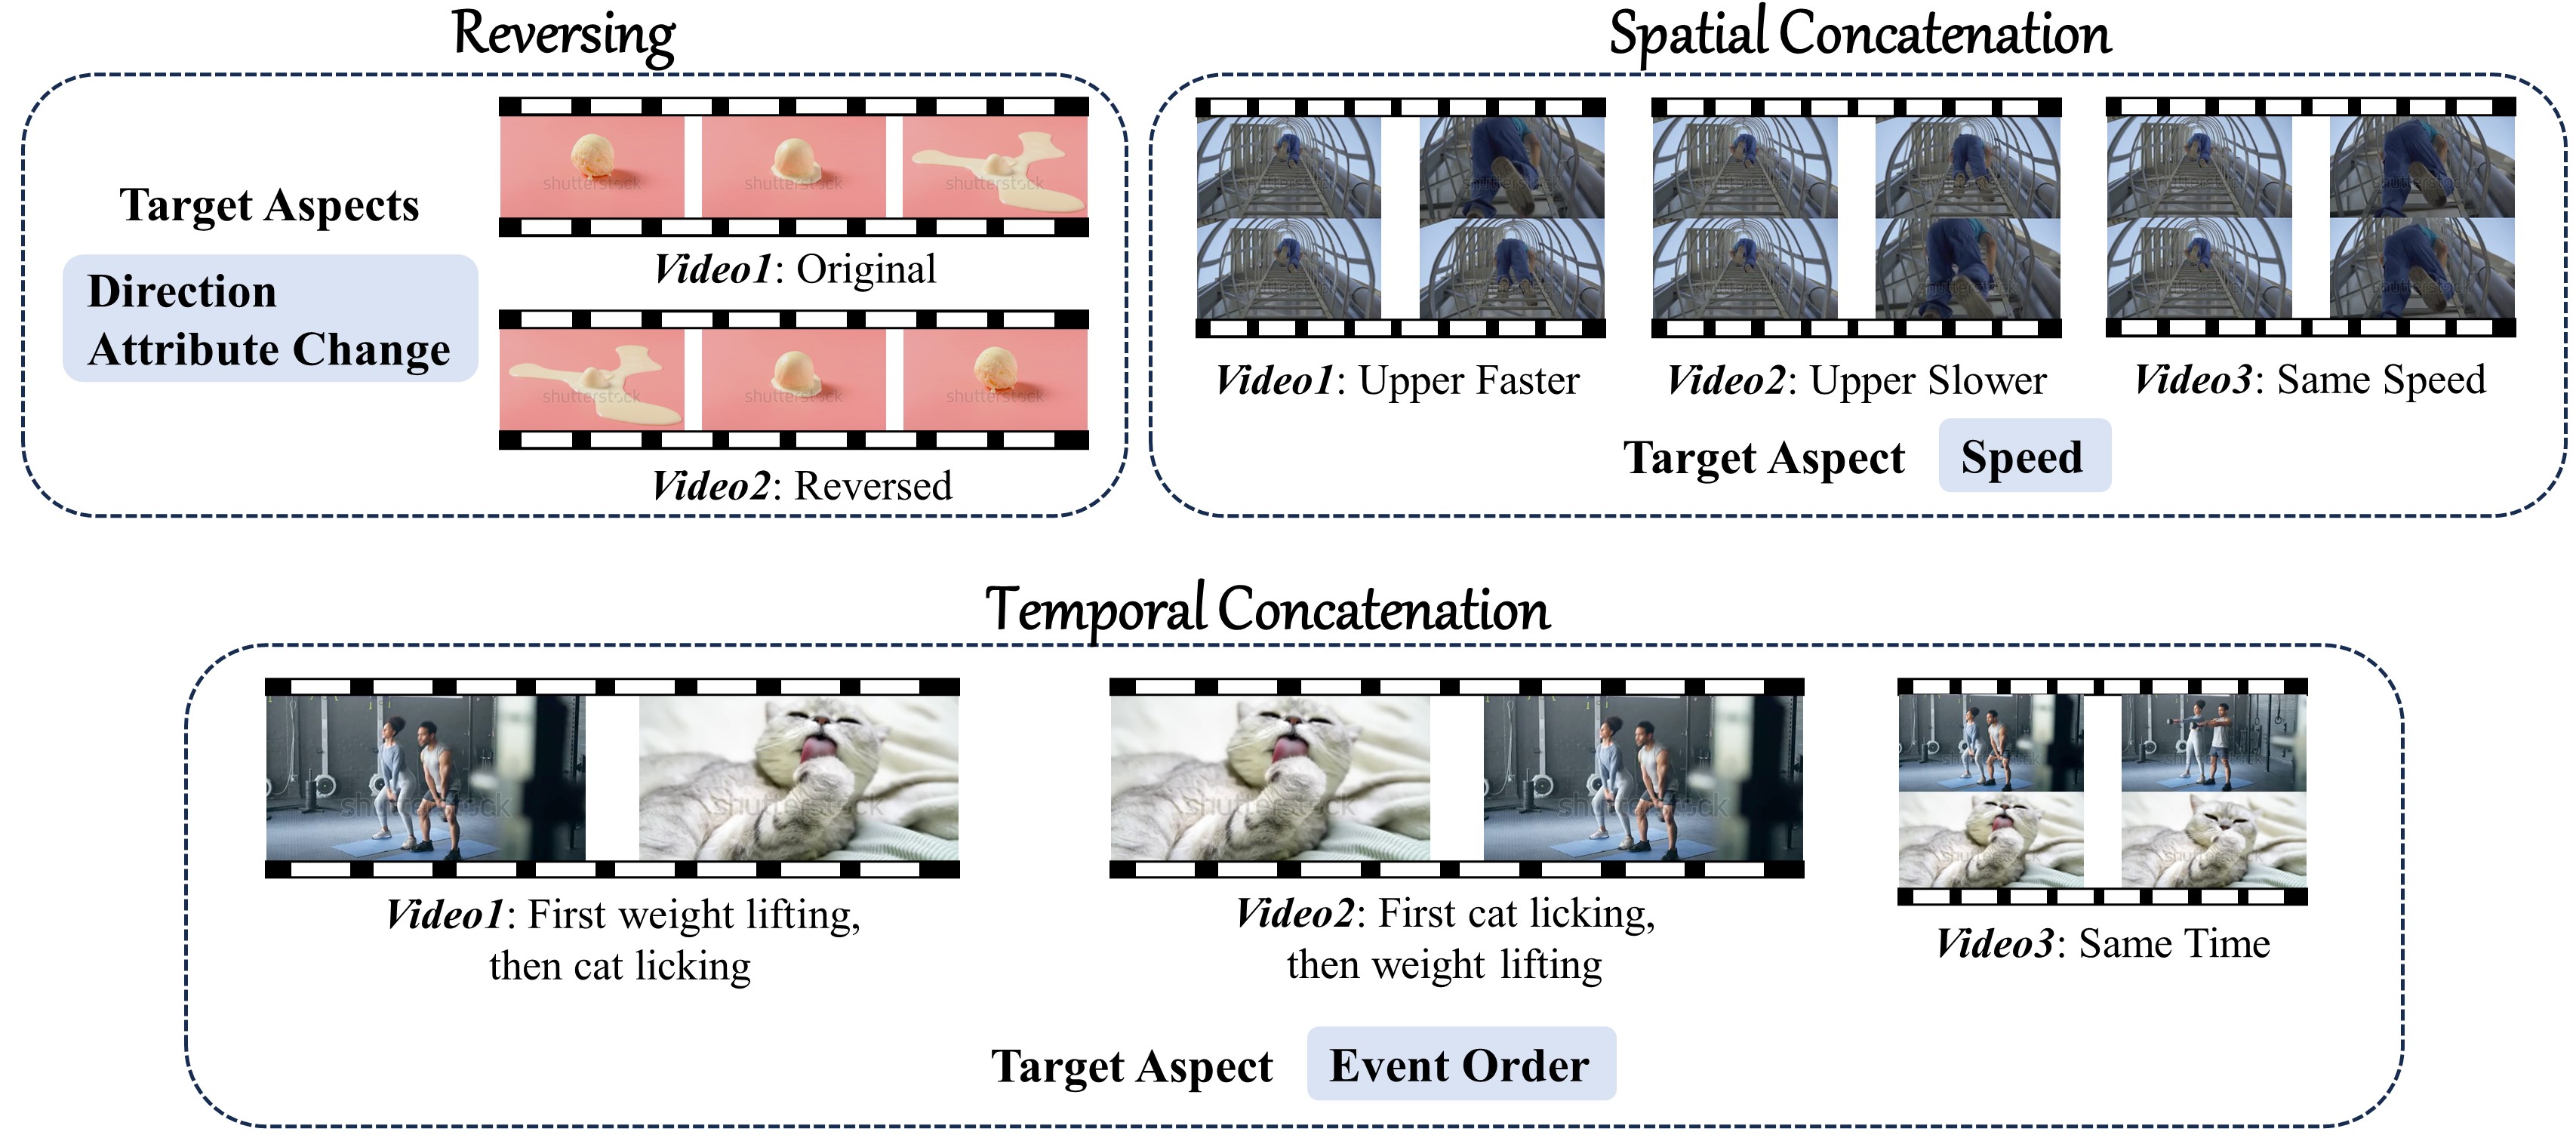 Reversing
Target Aspects
Direction
Attribute Change
shutterstock shutterstock shutterstock
Video1: Original
shutterstock shutterstock shutterstock
Video2: Reversed
Spatial Concatenation
Video1: Upper Faster
Video2: Upper Slower
Video3: Same Speed
Target Aspect Speed
Temporal Concatenation
shutterstock shutterstock
Video1: First weight lifting,
then cat licking
shutterstock shutterstock
Video2: First cat licking,
then weight lifting
Video3: Same Time
Target Aspect Event Order